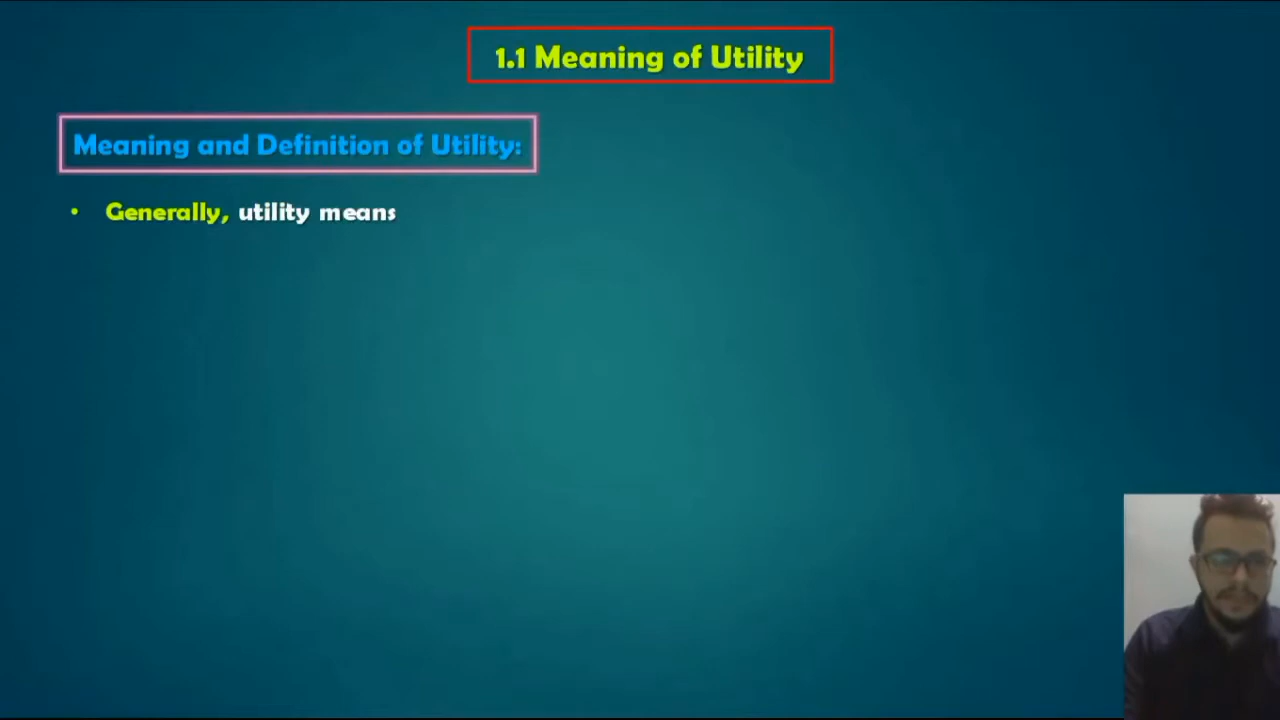 1.1 Meaning of Utility
Meaning and Definition of Utility:
• Generally, utility means